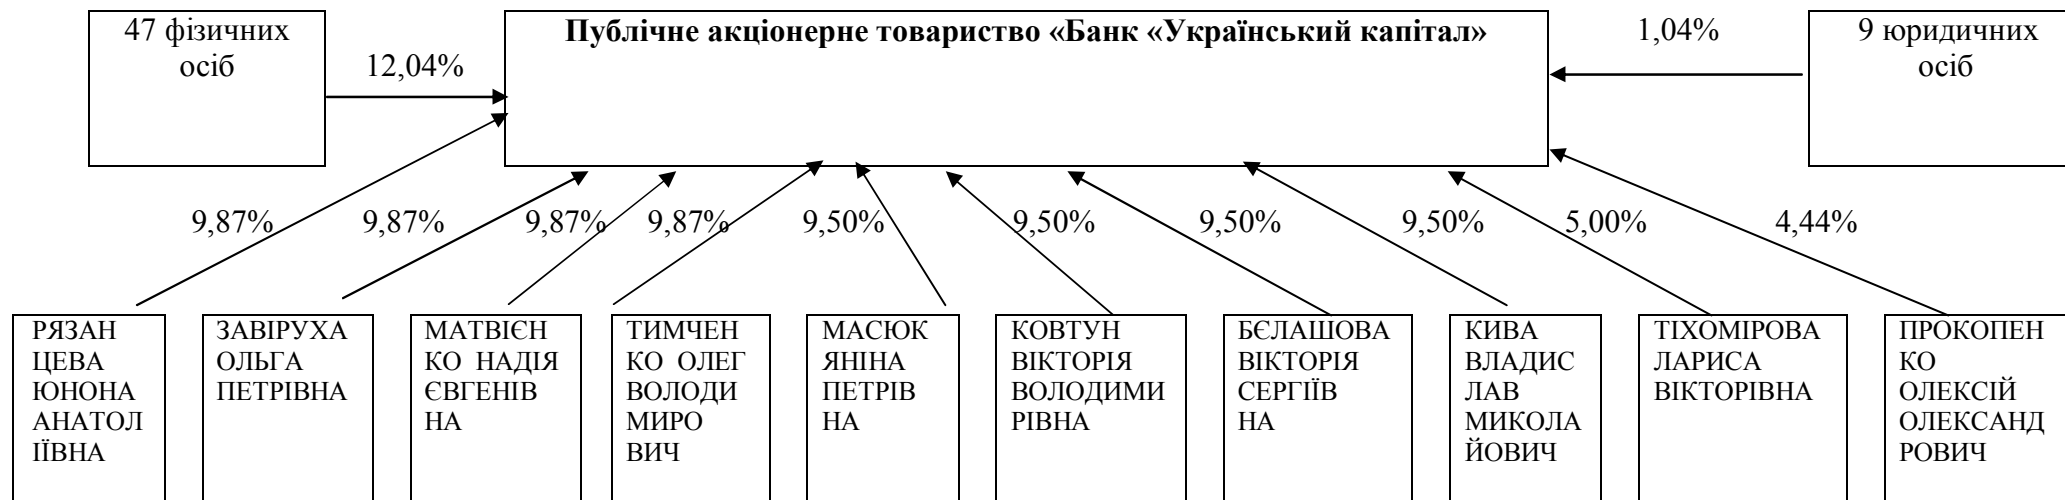 47 фізичних
осіб
12,04%
Публічне акціонерне товариство «Банк «Український капітал»
1,04%
9 юридичних
осіб
9,87%
9,87%
9,87%
9,87%
9,50%
9,50%
9,50%
9,50%
5,00%
4,44%
РЯЗАН
ЦЕВА
ЮНОНА
АНАТОЛ
ІЇВНА
ЗАВІРУХА
ОЛЬГА
ПЕТРІВНА
МАТВІЄН
КО НАДІЯ
ЄВГЕНІВ
НА
ТИМЧЕН
КО ОЛЕГ
ВОЛОДИ
МИРО
ВИЧ
МАСЮК
ЯНІНА
ПЕТРІВ
НА
КОВТУН
ВІКТОРІЯ
ВОЛОДИМИ
РІВНА
БЄЛАШОВА
ВІКТОРІЯ
СЕРГІЇВ
НА
КИВА
ВЛАДИС
ЛАВ
МИКОЛА
ЙОВИЧ
ТІХОМІРОВА
ЛАРИСА
ВІКТОРІВНА
ПРОКОПЕН
КО
ОЛЕКСІЙ
ОЛЕКСАНД
РОВИЧ